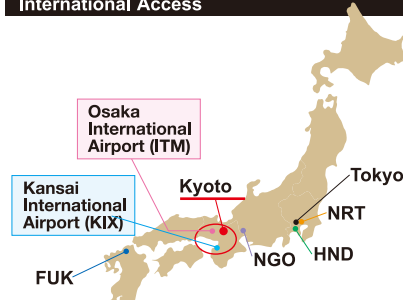 International Access
Osaka
International
Airport (ITM)
Kansai
International
Airport (KIX)
Kyoto
Tokyo
NRT
HND
NGO
FUK